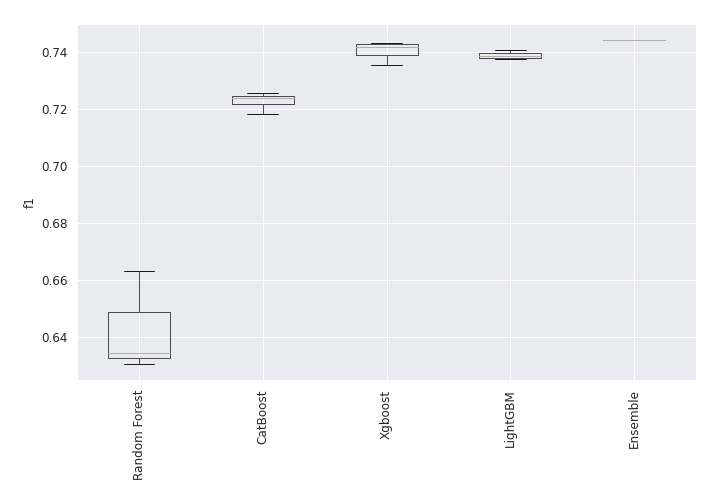 0.74
0.72
0.70
0.68
0.66
0.64
f1
Random Forest
CatBoost
Xgboost
LightGBM
Ensemble